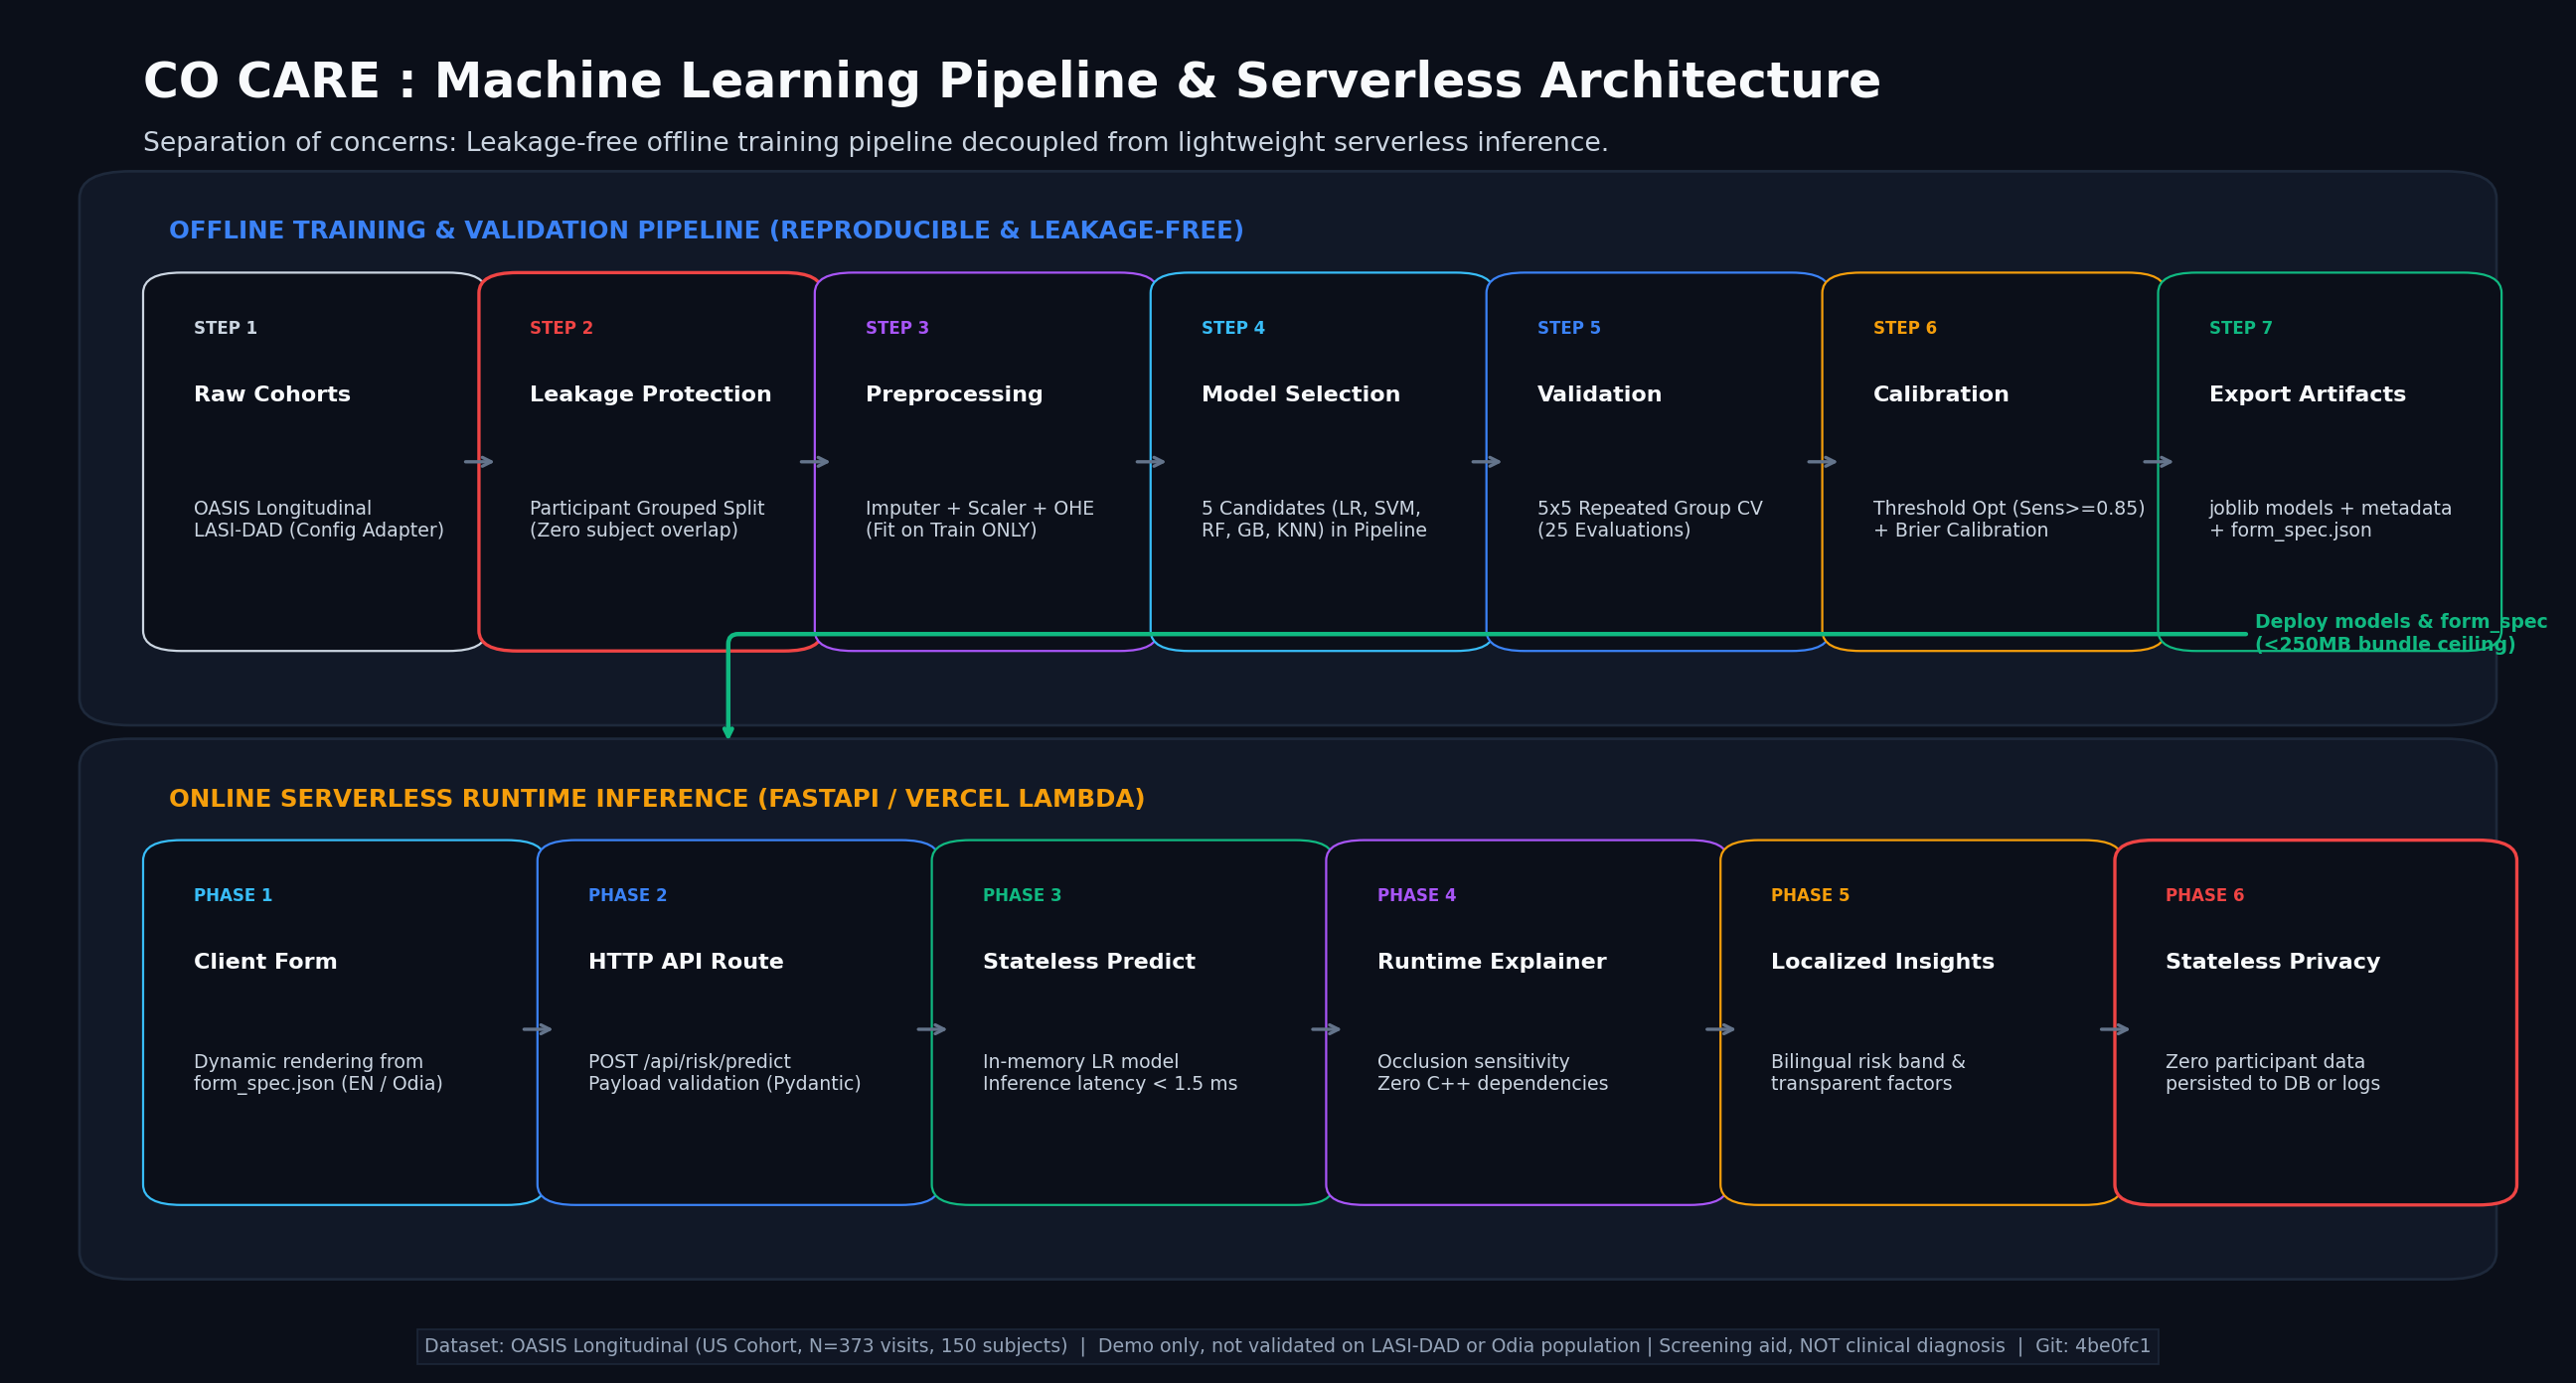 CO CARE : Machine Learning Pipeline & Serverless Architecture
Separation of concerns: Leakage-free offline training pipeline decoupled from lightweight serverless inference.
OFFLINE TRAINING & VALIDATION PIPELINE (REPRODUCIBLE & LEAKAGE-FREE)
STEP 1
Raw Cohorts
OASIS Longitudinal
LASI-DAD (Config Adapter)
STEP 2
Leakage Protection
Participant Grouped Split
(Zero subject overlap)
STEP 3
Preprocessing
Imputer + Scaler + OHE
(Fit on Train ONLY)
STEP 4
Model Selection
5 Candidates (LR, SVM,
RF, GB, KNN) in Pipeline
STEP 5
Validation
5x5 Repeated Group CV
(25 Evaluations)
STEP 6
Calibration
Threshold Opt (Sens>=0.85)
+ Brier Calibration
STEP 7
Export Artifacts
joblib models + metadata
+ form_spec.json
Deploy models & form_spec
(<250MB bundle ceiling)
ONLINE SERVERLESS RUNTIME INFERENCE (FASTAPI / VERCEL LAMBDA)
PHASE 1
Client Form
Dynamic rendering from
form_spec.json (EN / Odia)
PHASE 2
HTTP API Route
POST /api/risk/predict
Payload validation (Pydantic)
PHASE 3
Stateless Predict
In-memory LR model
Inference latency < 1.5 ms
PHASE 4
Runtime Explainer
Occlusion sensitivity
Zero C++ dependencies
PHASE 5
Localized Insights
Bilingual risk band &
transparent factors
PHASE 6
Stateless Privacy
Zero participant data
persisted to DB or logs
Dataset: OASIS Longitudinal (US Cohort, N=373 visits, 150 subjects) | Demo only, not validated on LASI-DAD or Odia population | Screening aid, NOT clinical diagnosis | Git: 4be0fc1